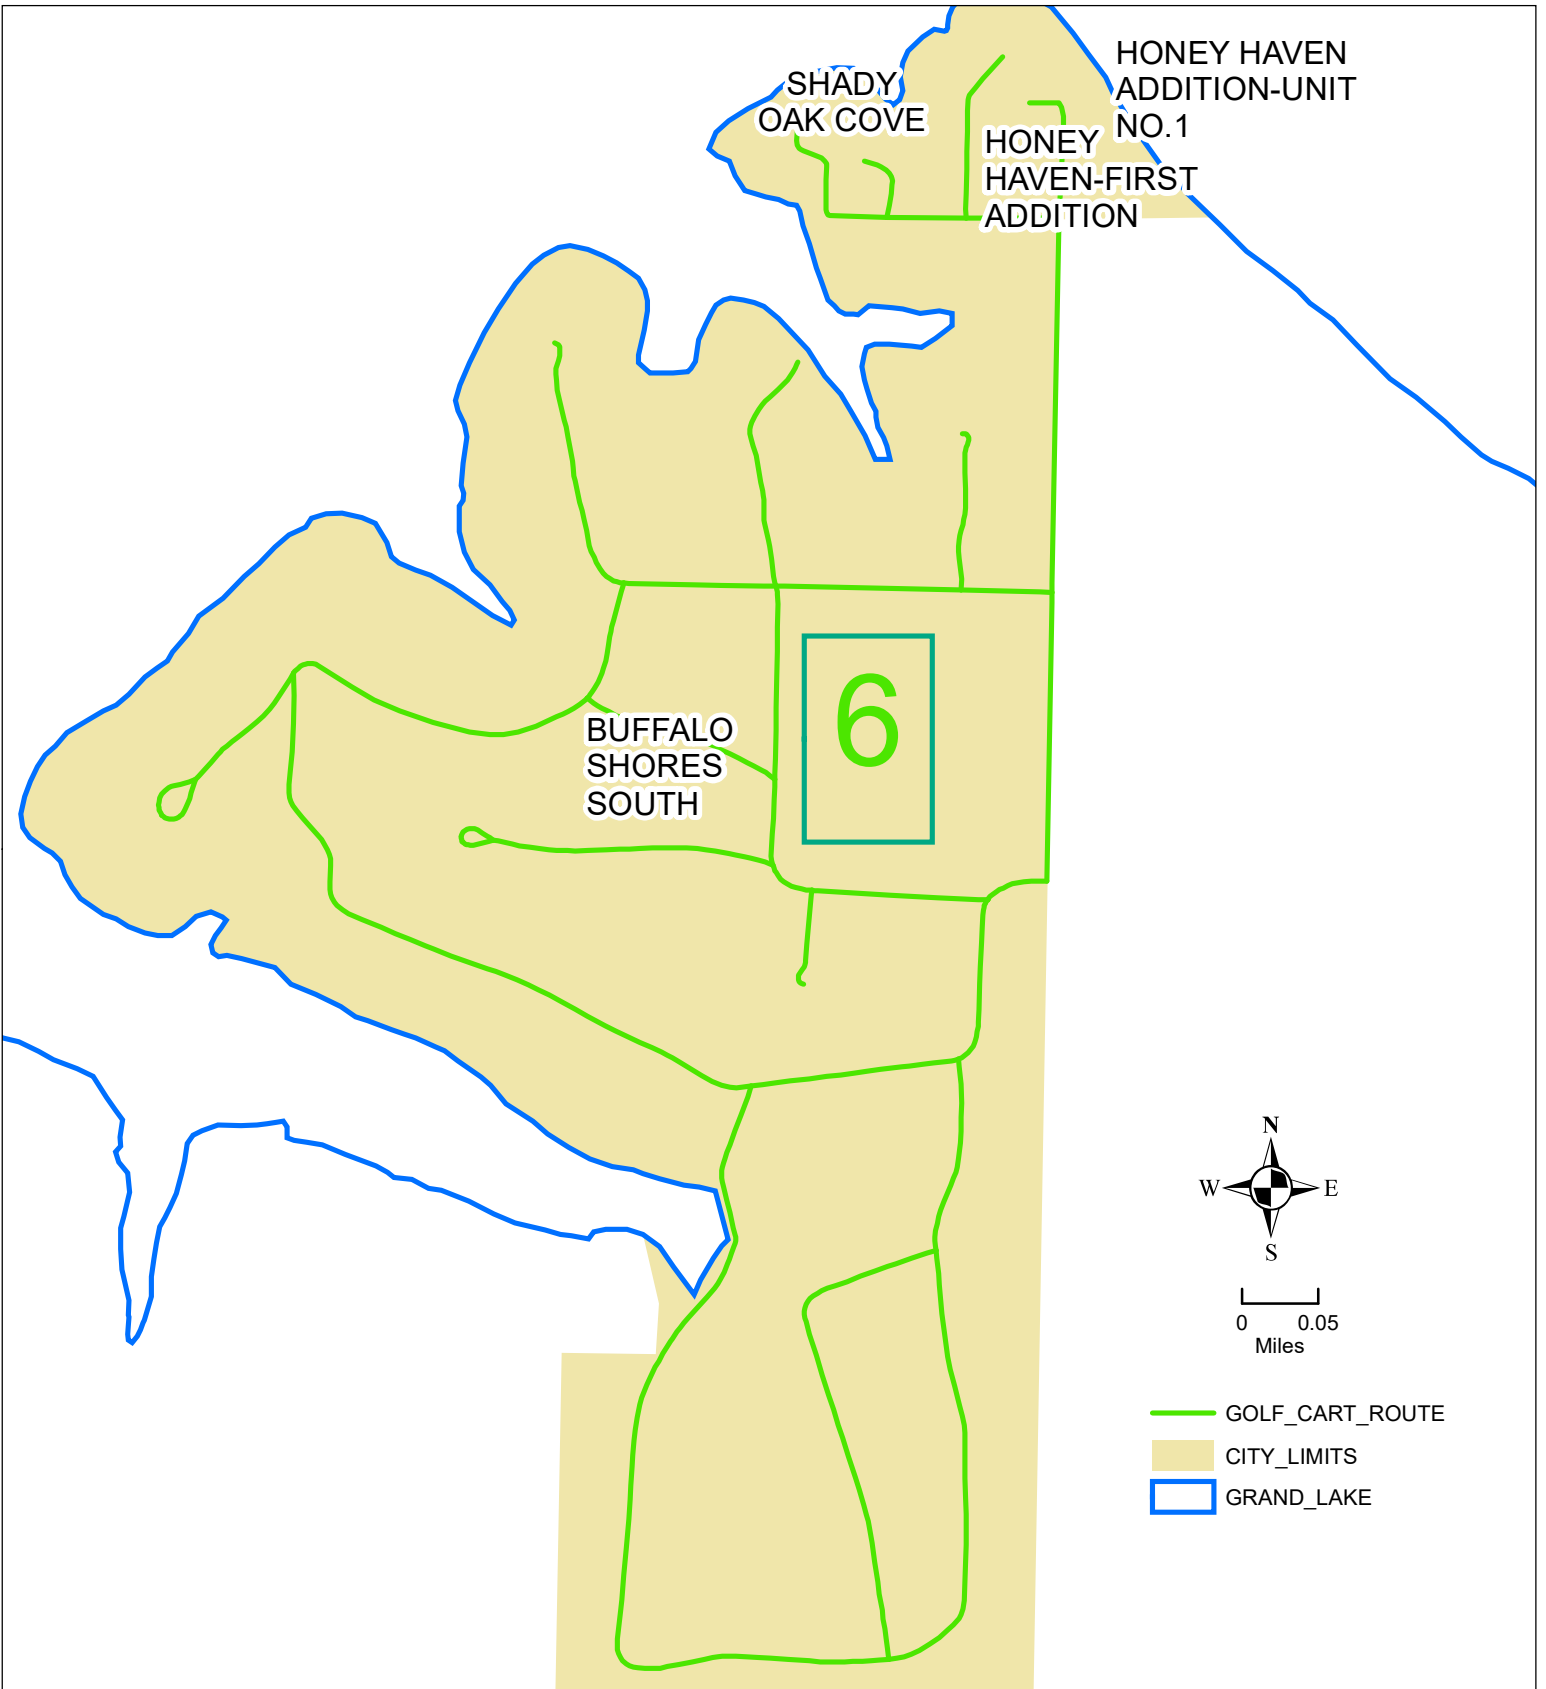 HONEY HAVEN
ADDITION-UNIT
NO.1
SHADY
OAK COVE
HONEY
HAVEN-FIRST
ADDITION
6
BUFFALO
SHORES
SOUTH
N
W
E
S
0
0.05
Miles
GOLF_CART_ROUTE
CITY_LIMITS
GRAND_LAKE